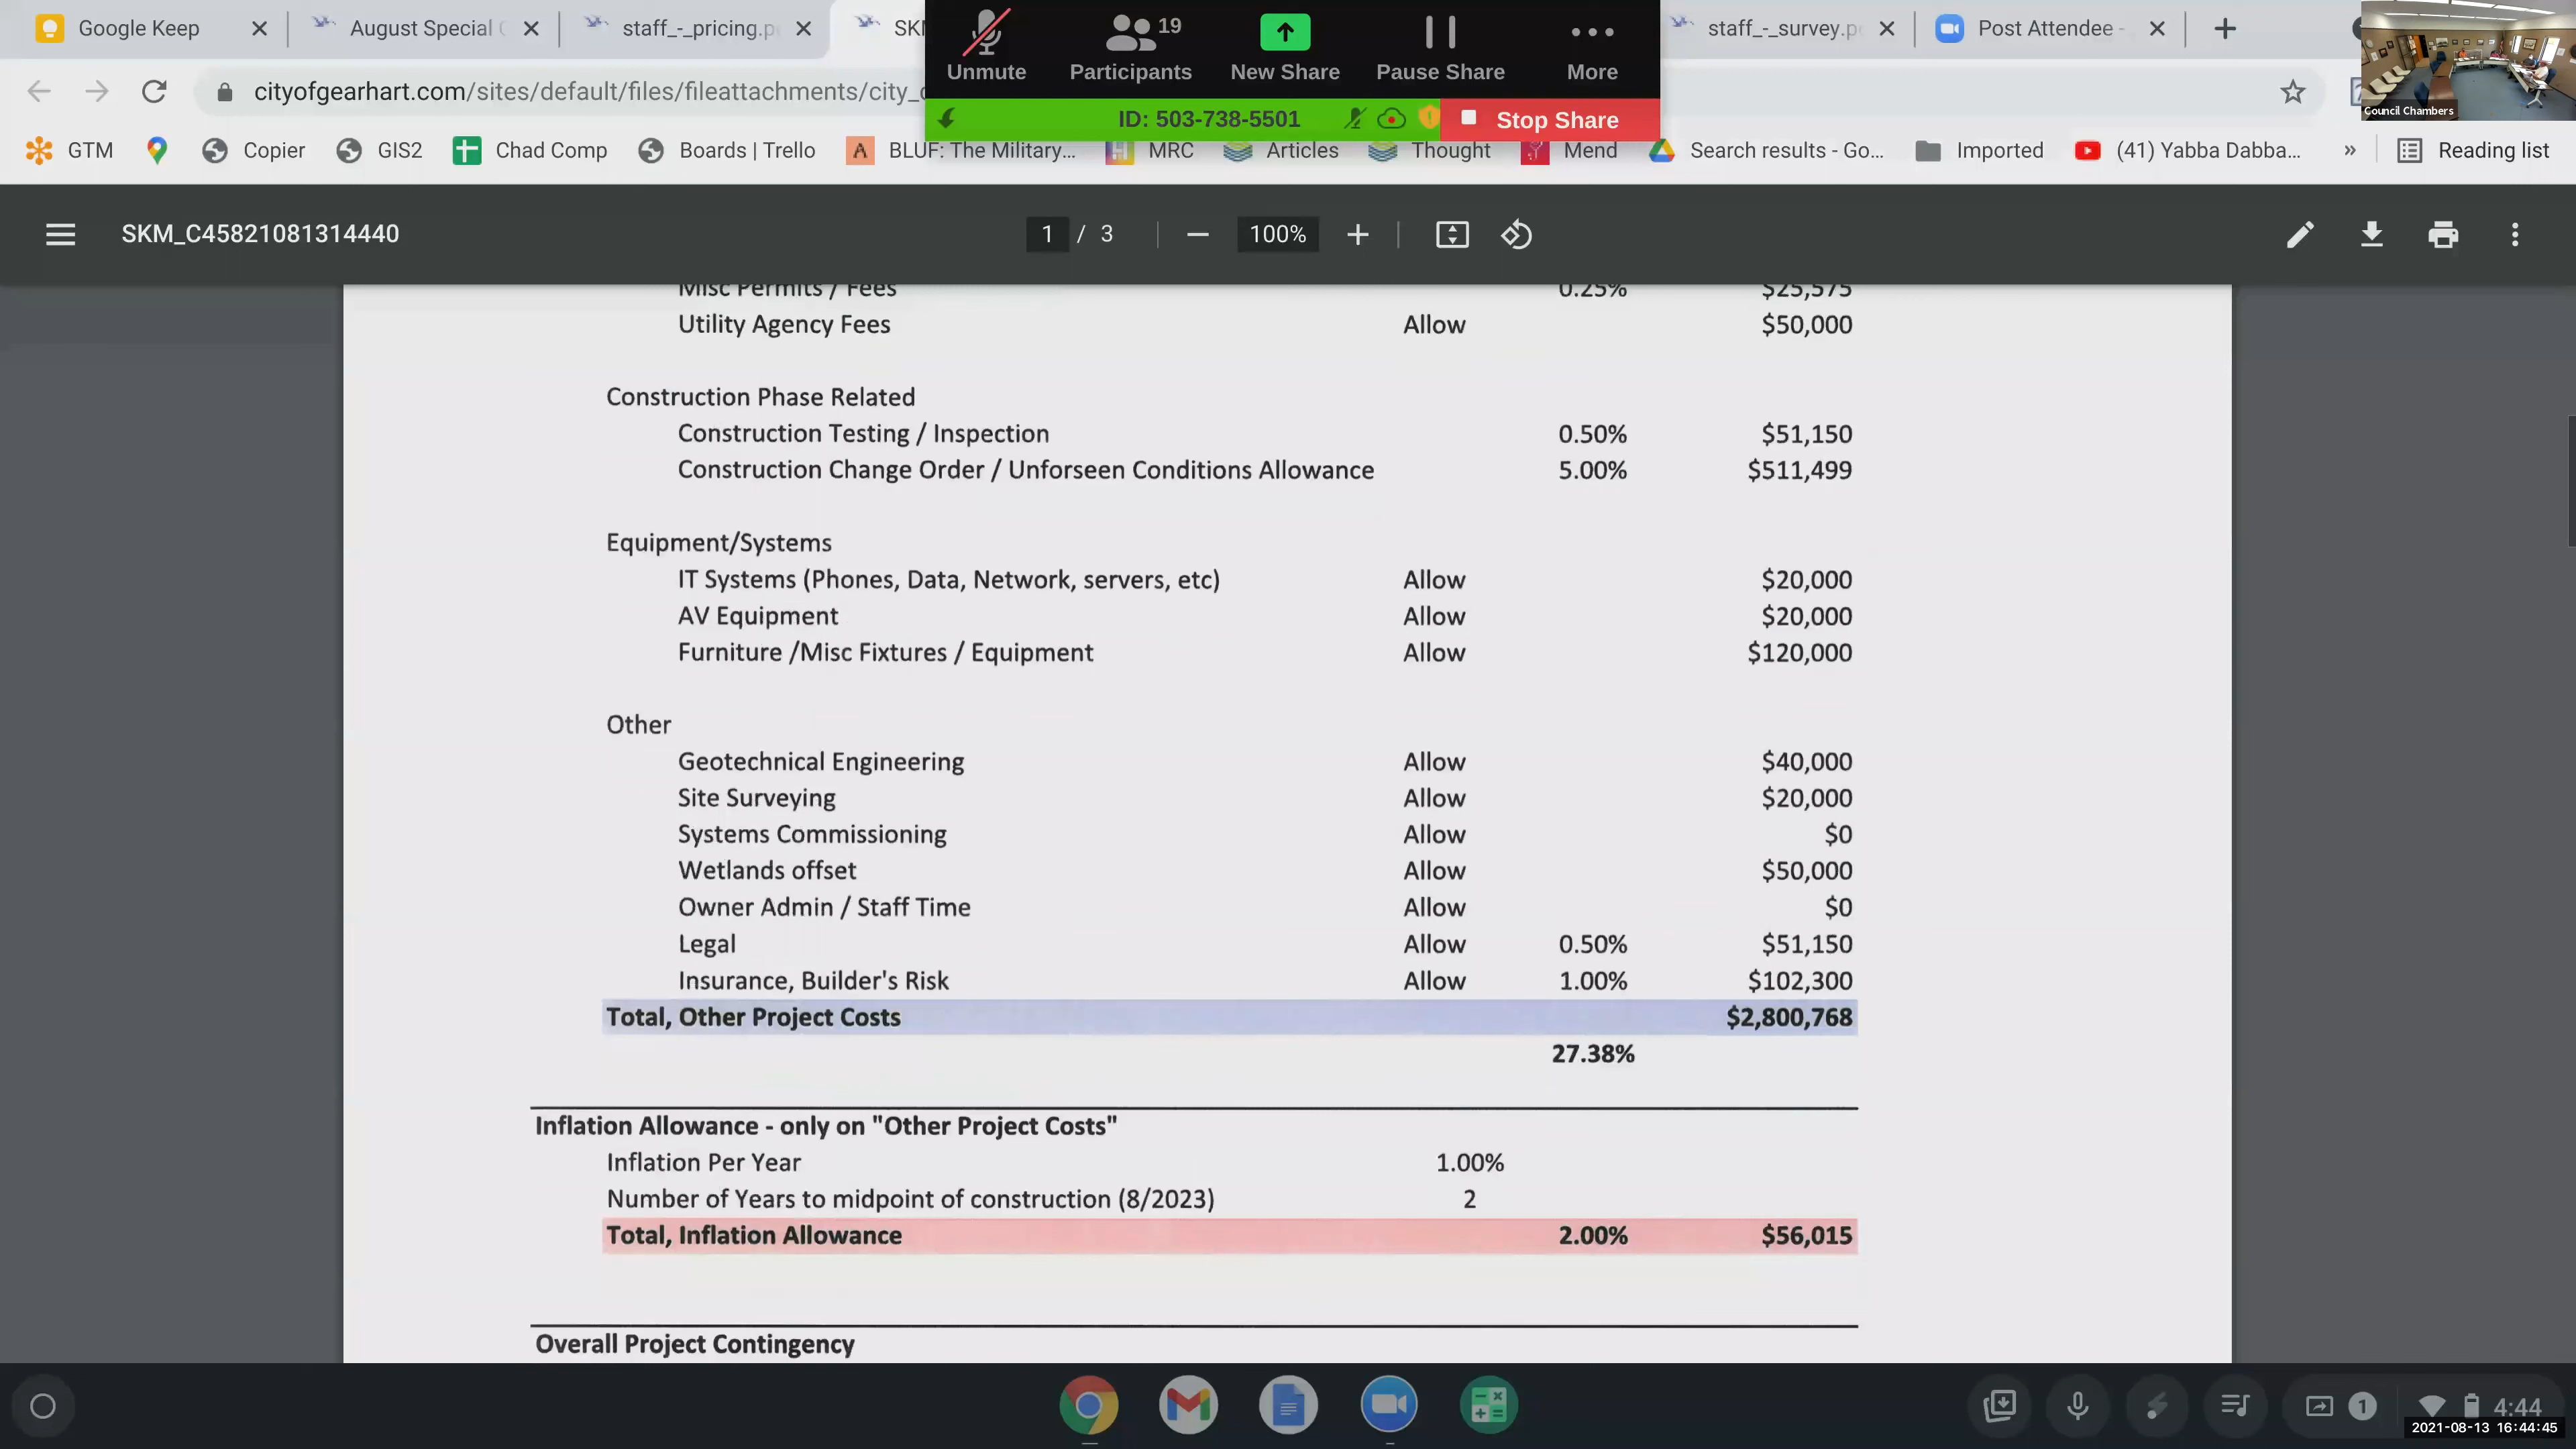 Google Keep
August Special
staff_-_pricing.p
SKM
staff_-_survey.p
Post Attendee -
19
Unmute
Participants
New Share
Pause Share
More
Council Chambers
cityofgearhart.com/sites/default/files/fileattachments/city_c
ID: 503-738-5501
Stop Share
GTM
Copier
GIS2
Chad Comp
Boards | Trello
BLUF: The Military...
MRC
Articles
Thought
Mend
Search results - Go...
Imported
(41) Yabba Dabba...
»
Reading list
SKM_C45821081314440
1 / 3
100%
Misc Permits / Fees 0.25% $25,575
Utility Agency Fees Allow $50,000
Construction Phase Related
Construction Testing / Inspection 0.50% $51,150
Construction Change Order / Unforseen Conditions Allowance 5.00% $511,499
Equipment/Systems
IT Systems (Phones, Data, Network, servers, etc) Allow $20,000
AV Equipment Allow $20,000
Furniture /Misc Fixtures / Equipment Allow $120,000
Other
Geotechnical Engineering Allow $40,000
Site Surveying Allow $20,000
Systems Commissioning Allow $0
Wetlands offset Allow $50,000
Owner Admin / Staff Time Allow $0
Legal Allow 0.50% $51,150
Insurance, Builder's Risk Allow 1.00% $102,300
Total, Other Project Costs $2,800,768
27.38%
Inflation Allowance - only on "Other Project Costs"
Inflation Per Year 1.00%
Number of Years to midpoint of construction (8/2023) 2
Total, Inflation Allowance 2.00% $56,015
Overall Project Contingency
1
4:44
2021-08-13 16:44:45